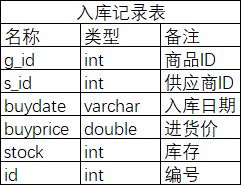 入库记录表
名称 类型 备注
g_id int 商品ID
s_id int 供应商ID
buydate varchar 入库日期
buyprice double 进货价
stock int 库存
id int 编号